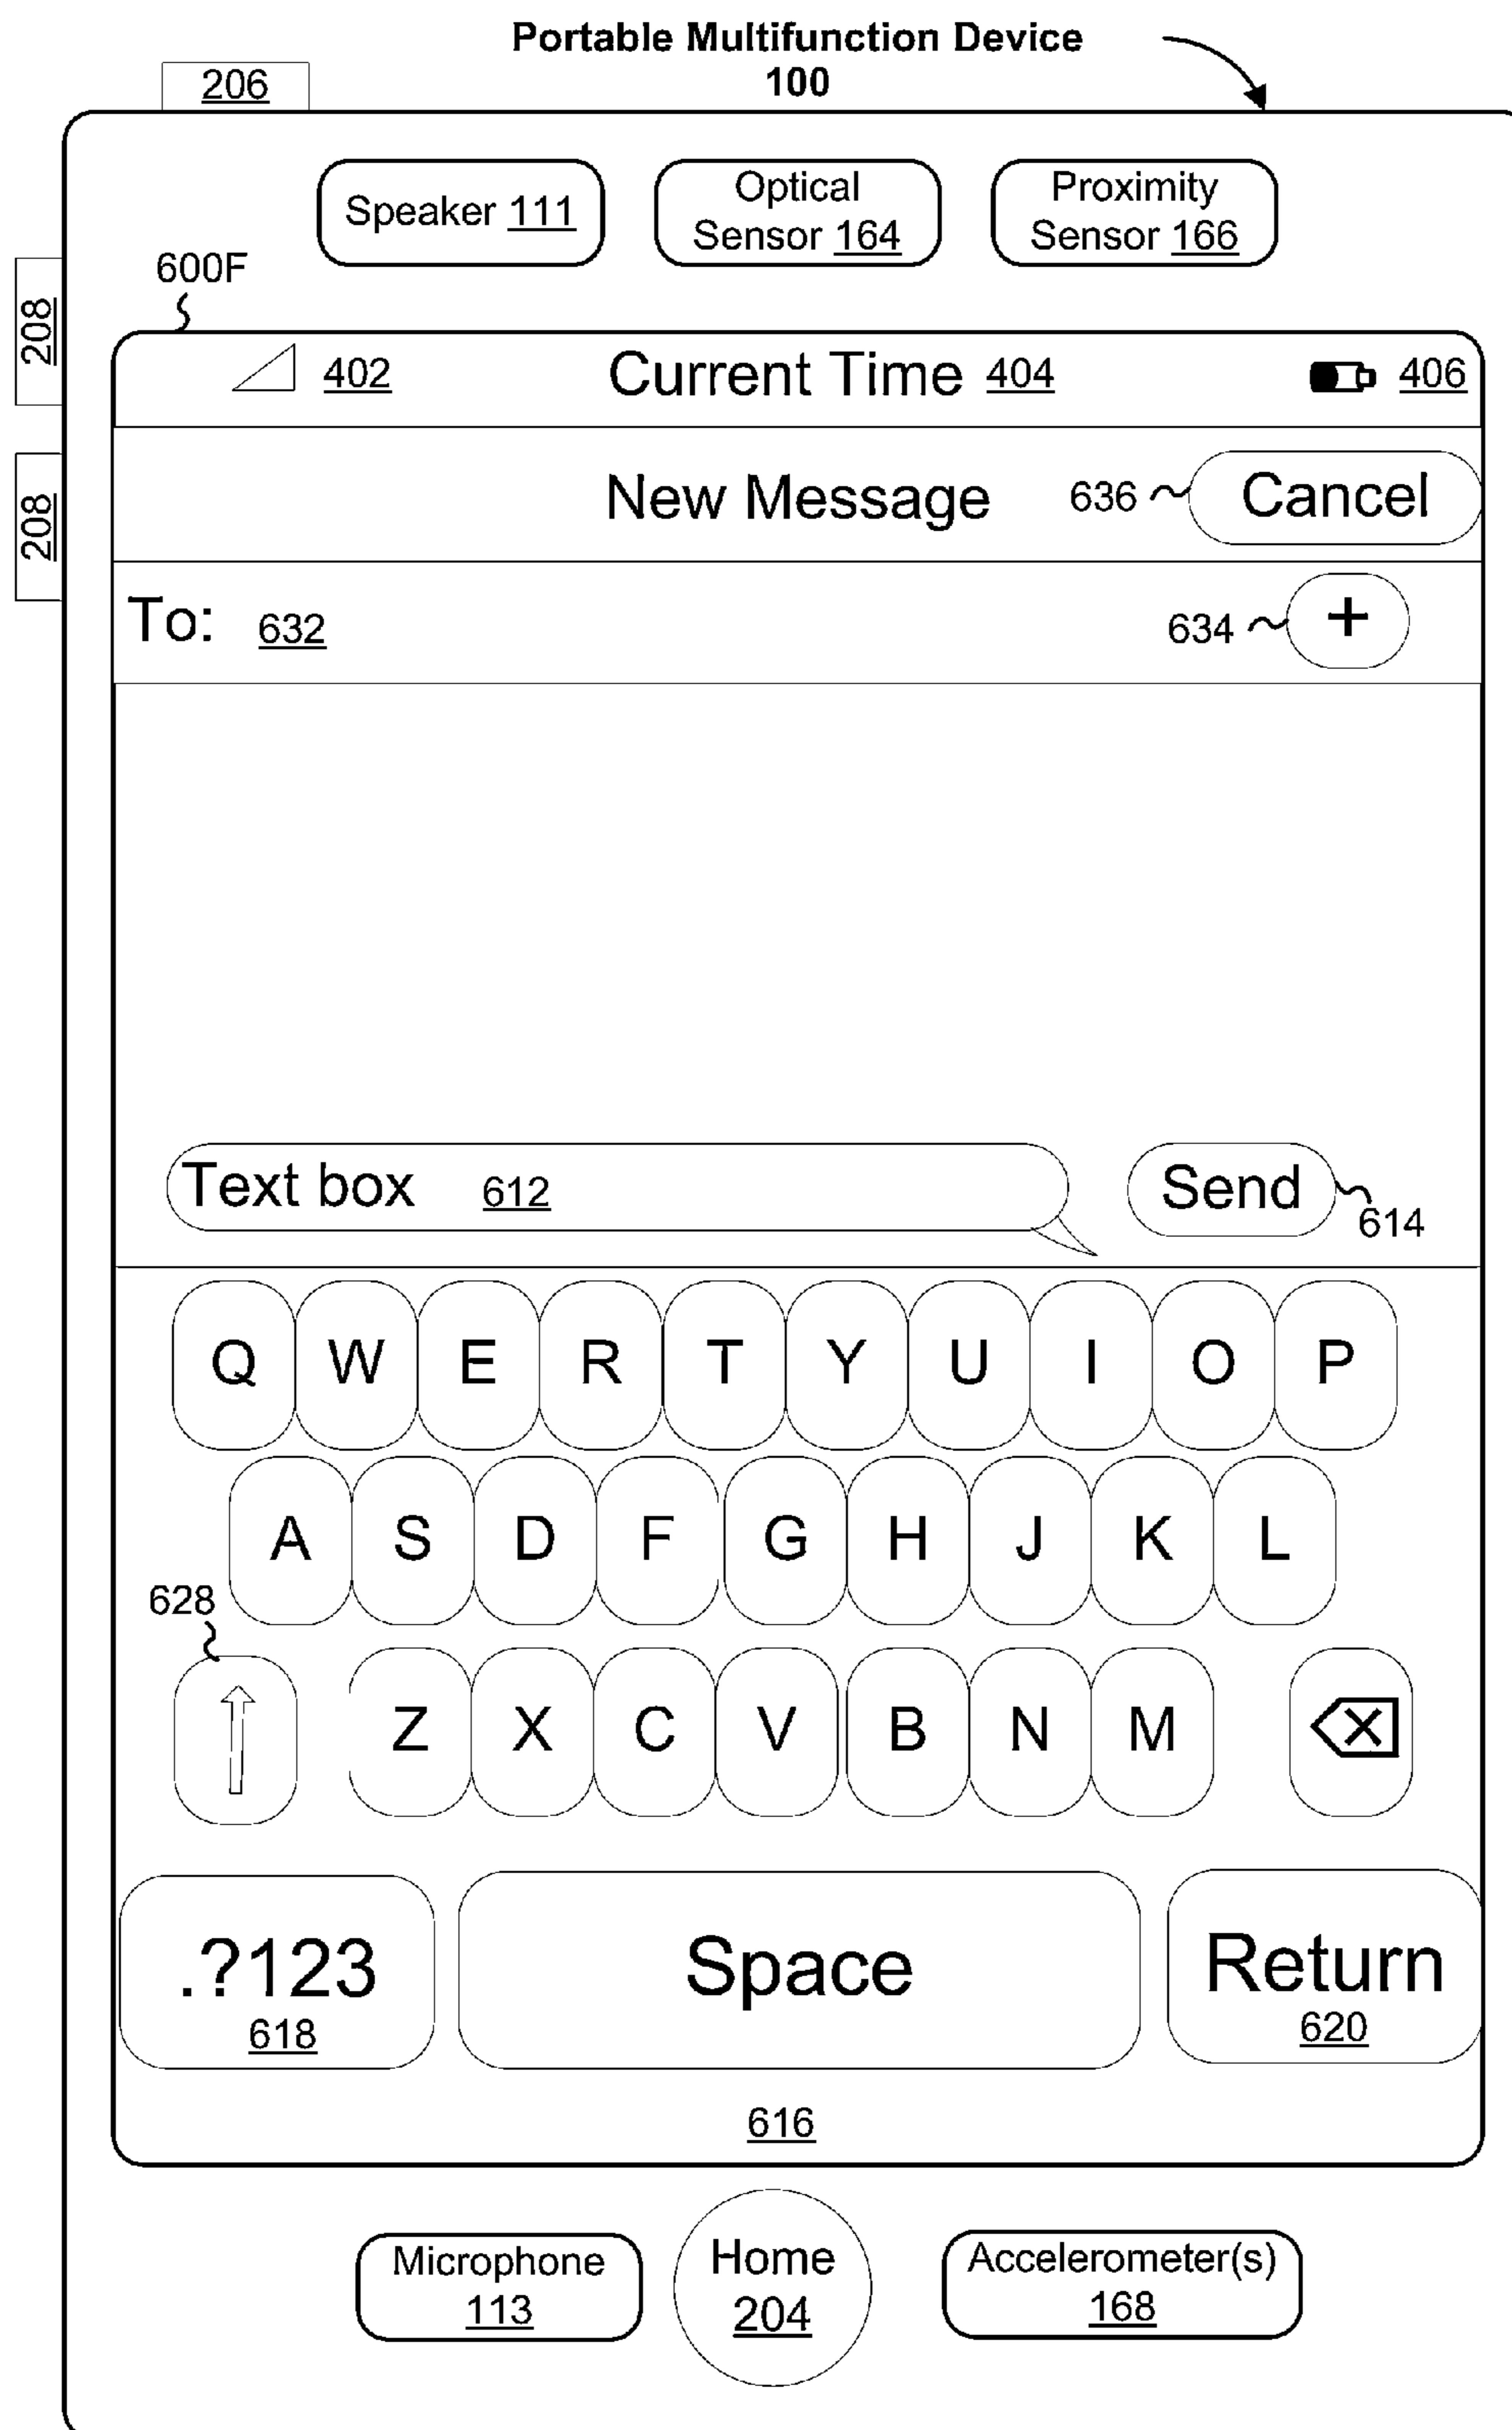 Portable Multifunction Device
100
206
Speaker 111
Optical
Sensor 164
Proximity
Sensor 166
600F
208
402
Current Time 404
406
208
New Message
636
Cancel
To: 632
634
+
Text box 612
Send
614
Q W E R T Y U I O P
A S D F G H J K L
628
Z X C V B N M
.?123
618
Space
Return
620
616
Microphone
113
Home
204
Accelerometer(s)
168